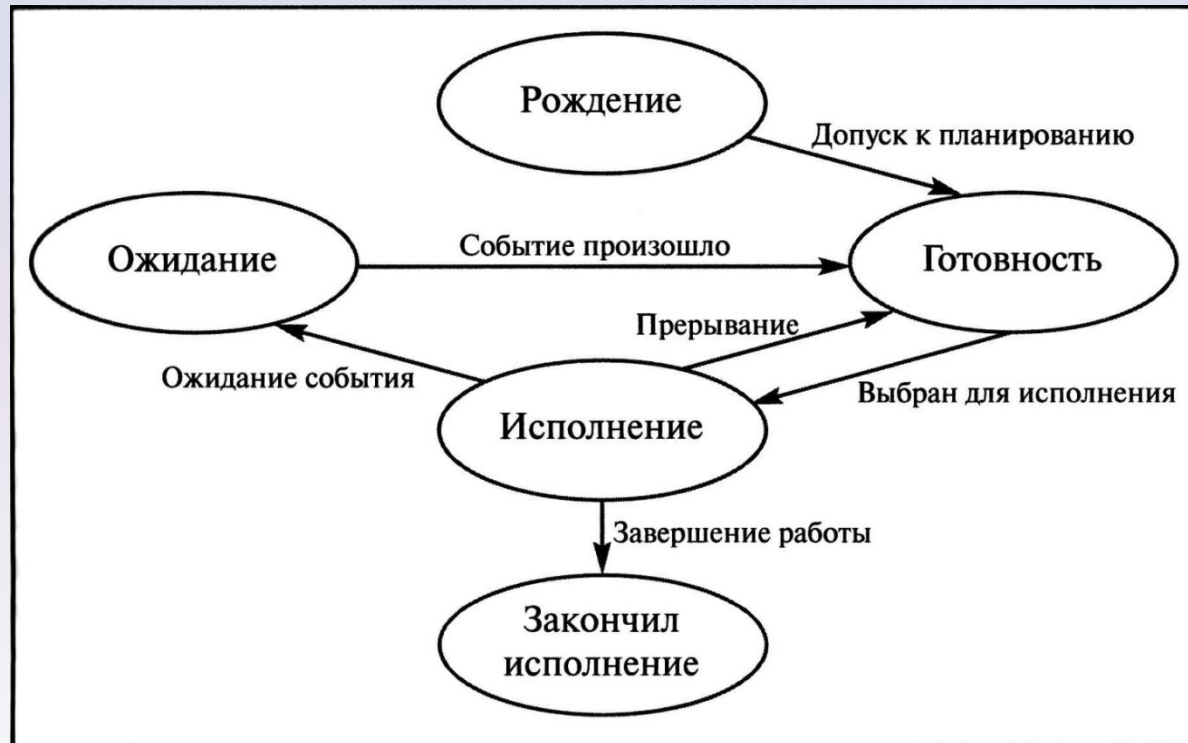 Рождение
Допуск к планированию
Ожидание
Событие произошло
Готовность
Прерывание
Ожидание события
Выбран для исполнения
Исполнение
Завершение работы
Закончил
исполнение